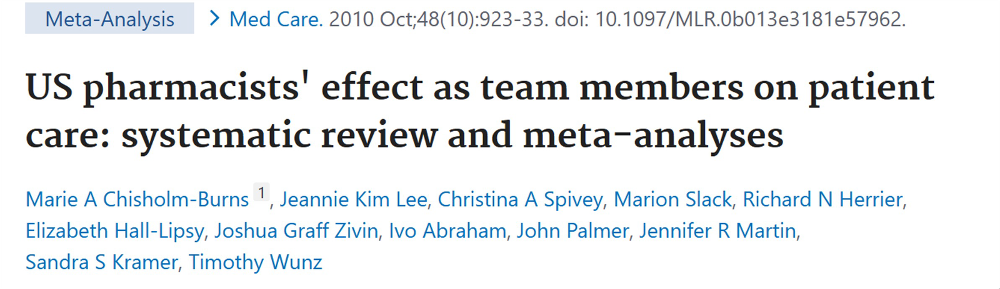 Meta-Analysis > Med Care. 2010 Oct;48(10):923-33. doi: 10.1097/MLR.0b013e3181e57962.
US pharmacists' effect as team members on patient
care: systematic review and meta-analyses
Marie A Chisholm-Burns 1, Jeannie Kim Lee, Christina A Spivey, Marion Slack, Richard N Herrier,
Elizabeth Hall-Lipsy, Joshua Graff Zivin, Ivo Abraham, John Palmer, Jennifer R Martin,
Sandra S Kramer, Timothy Wunz